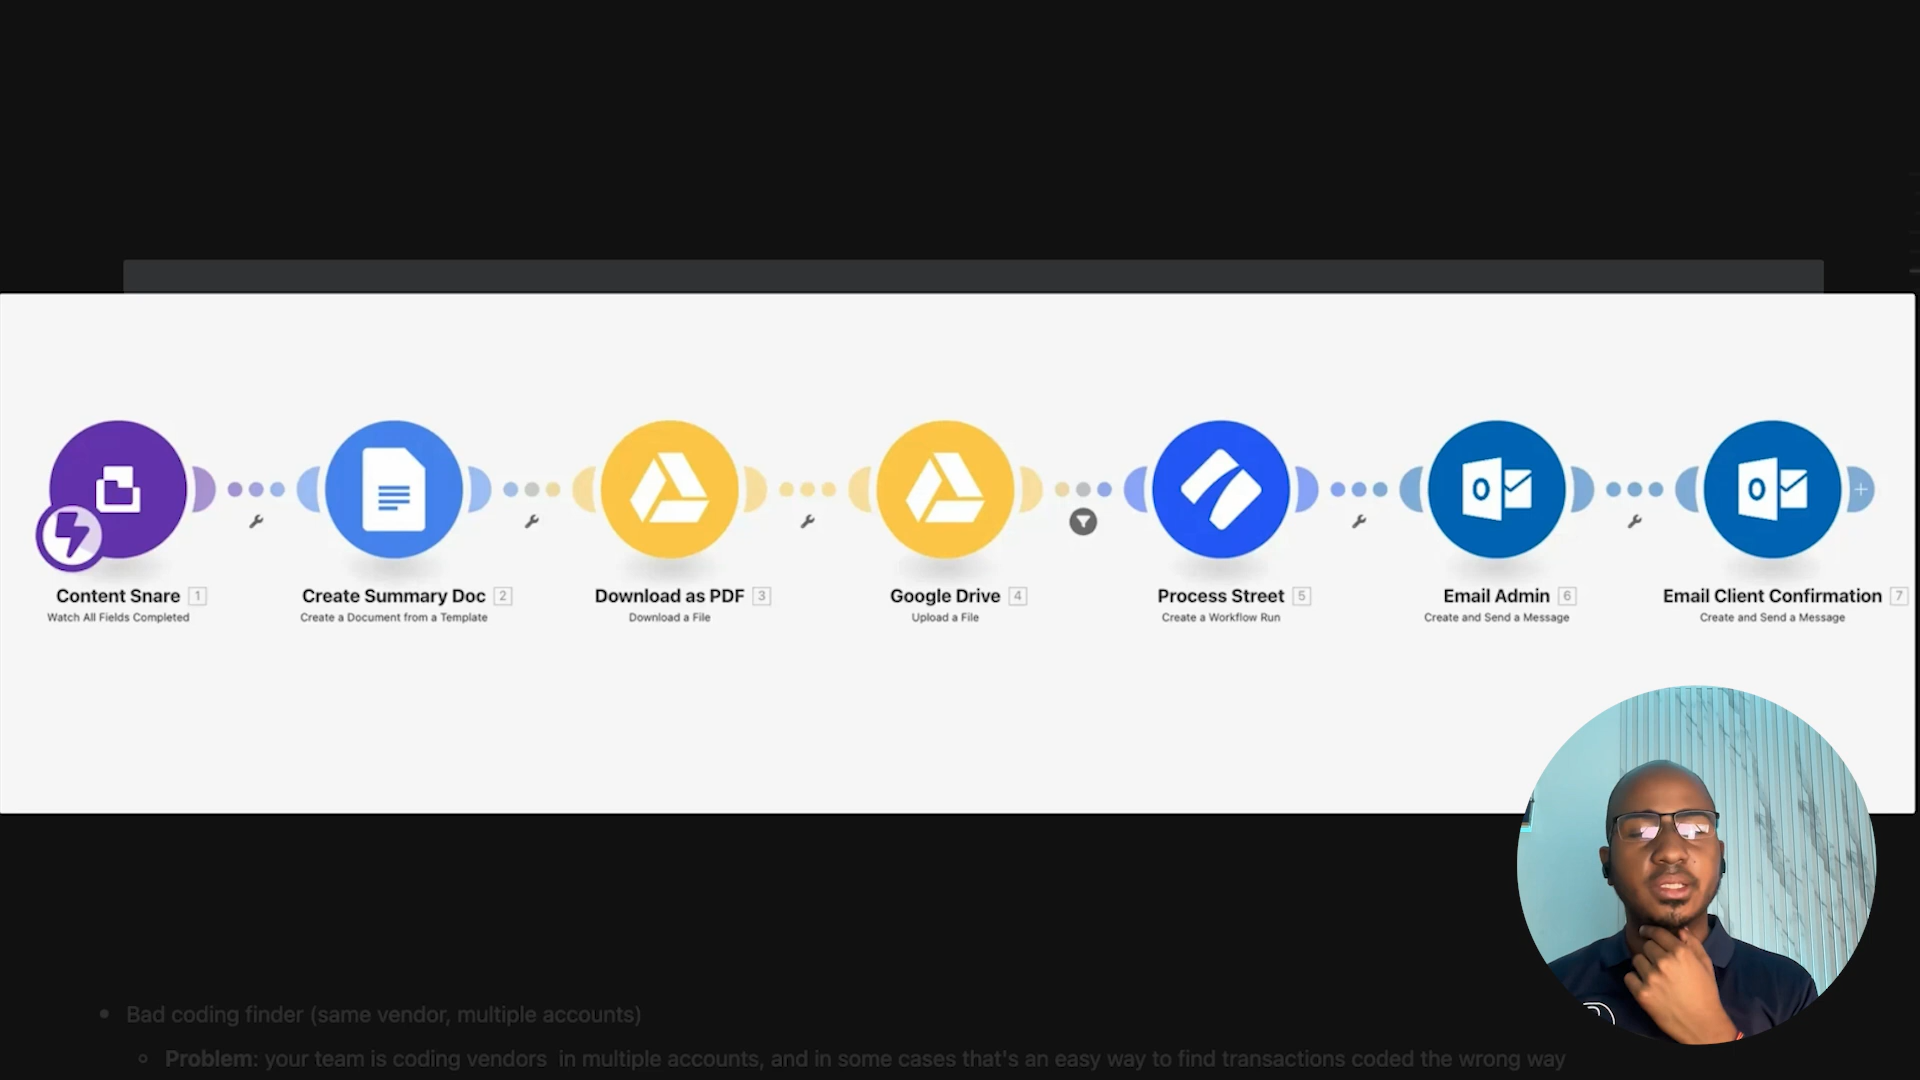 Content Snare 1
Watch All Fields Completed
Create Summary Doc 2
Create a Document from a Template
Download as PDF 3
Download a File
Google Drive 4
Upload a File
Process Street 5
Create a Workflow Run
Email Admin 6
Create and Send a Message
Email Client Confirmation 7
Create and Send a Message
• Bad coding finder (same vendor, multiple accounts)
○ Problem: your team is coding vendors in multiple accounts, and in some cases that's an easy way to find transactions coded the wrong way